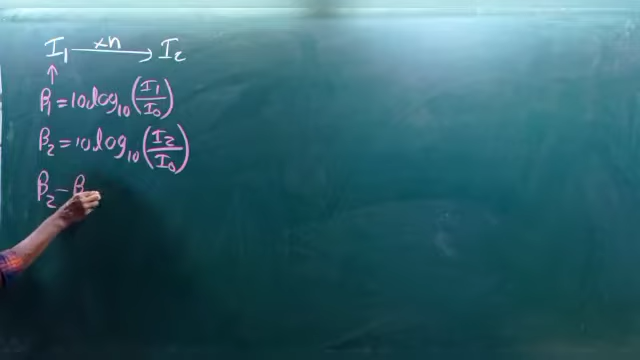 I₁ —×n→ I₂
↑
β₁ = 10 log₁₀ (I₁/I₀)
β₂ = 10 log₁₀ (I₂/I₀)
β₂ − β